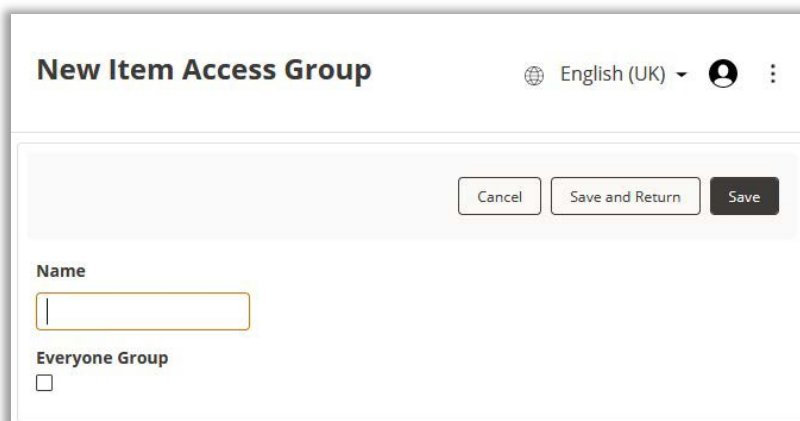 New Item Access Group
English (UK)
Cancel
Save and Return
Save
Name
Everyone Group